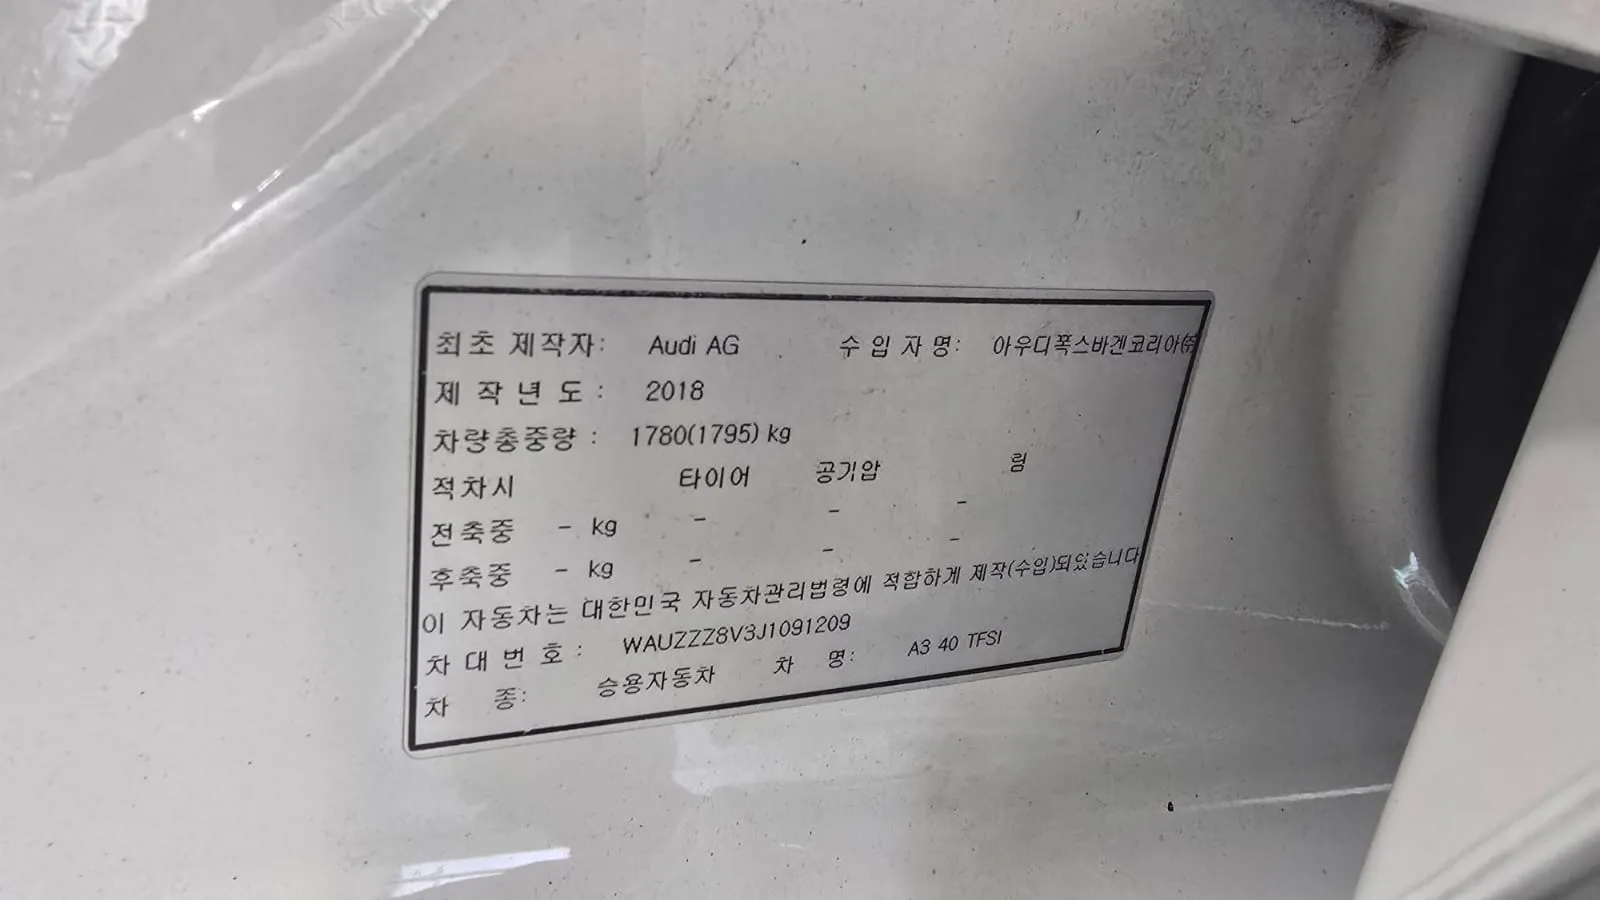 최초 제작자: Audi AG 수입자명: 아우디폭스바겐코리아㈜
제작년도: 2018
차량총중량: 1780(1795) kg
적차시 타이어 공기압 림
전축중 - kg - - -
후축중 - kg - - -
이 자동차는 대한민국 자동차관리법령에 적합하게 제작(수입)되었습니다
차대번호: WAUZZZ8V3J1091209
차종: 승용자동차 차명: A3 40 TFSI